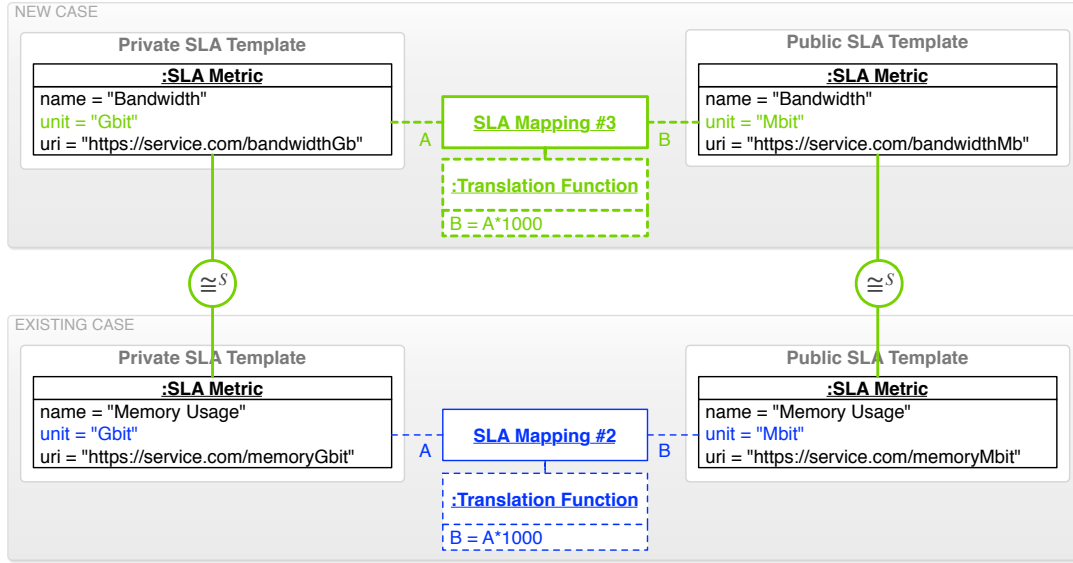 NEW CASE
Private SLA Template
:SLA Metric
name = "Bandwidth"
unit = "Gbit"
uri = "https://service.com/bandwidthGb"
A
SLA Mapping #3
B
:Translation Function
B = A*1000
Public SLA Template
:SLA Metric
name = "Bandwidth"
unit = "Mbit"
uri = "https://service.com/bandwidthMb"
≅S
≅S
EXISTING CASE
Private SLA Template
:SLA Metric
name = "Memory Usage"
unit = "Gbit"
uri = "https://service.com/memoryGbit"
A
SLA Mapping #2
B
:Translation Function
B = A*1000
Public SLA Template
:SLA Metric
name = "Memory Usage"
unit = "Mbit"
uri = "https://service.com/memoryMbit"